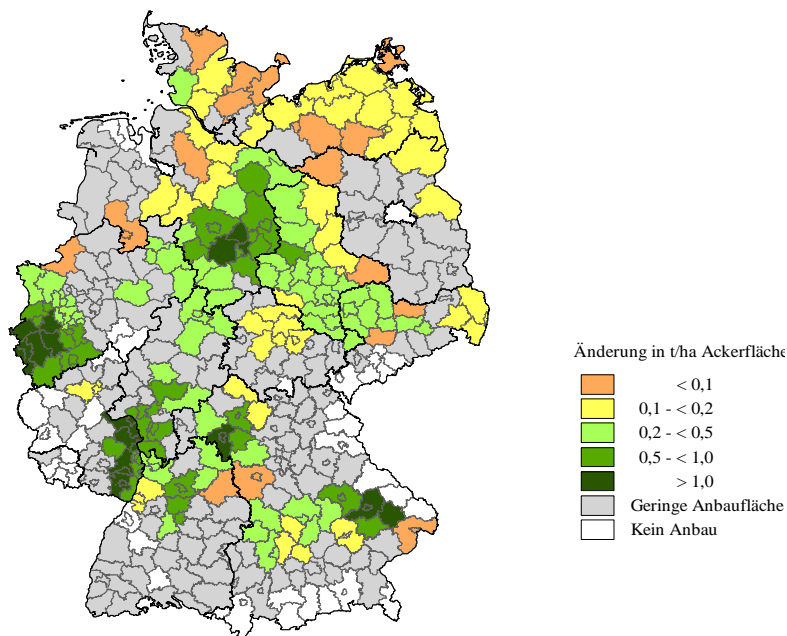 Änderung in t/ha Ackerfläche
< 0,1
0,1 - < 0,2
0,2 - < 0,5
0,5 - < 1,0
> 1,0
Geringe Anbaufläche
Kein Anbau